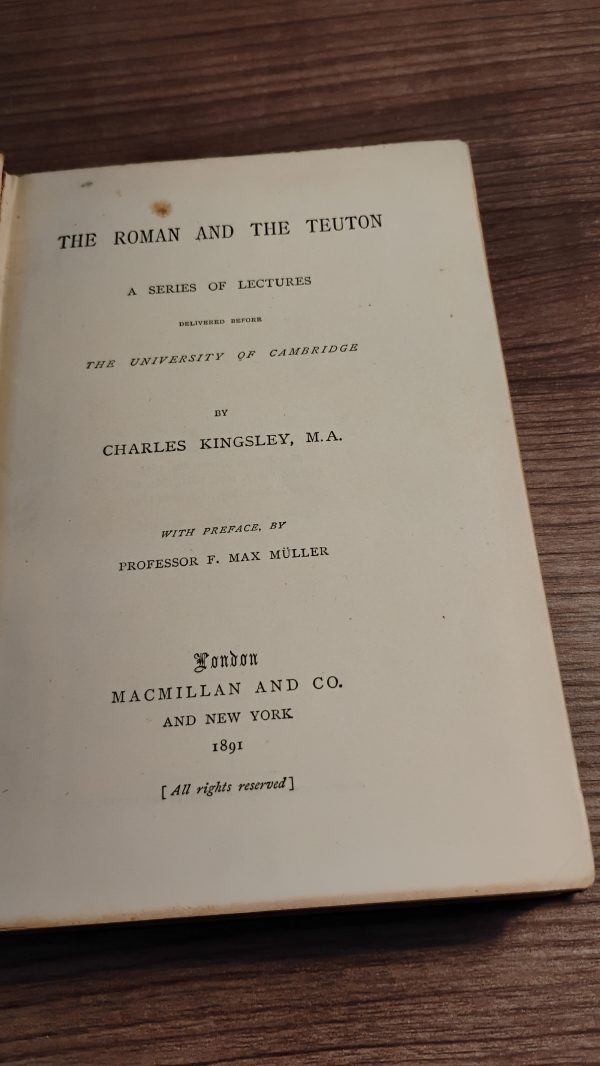 THE ROMAN AND THE TEUTON
A SERIES OF LECTURES
DELIVERED BEFORE
THE UNIVERSITY OF CAMBRIDGE
BY
CHARLES KINGSLEY, M.A.
WITH PREFACE, BY
PROFESSOR F. MAX MÜLLER
London
MACMILLAN AND CO.
AND NEW YORK
1891
[All rights reserved]